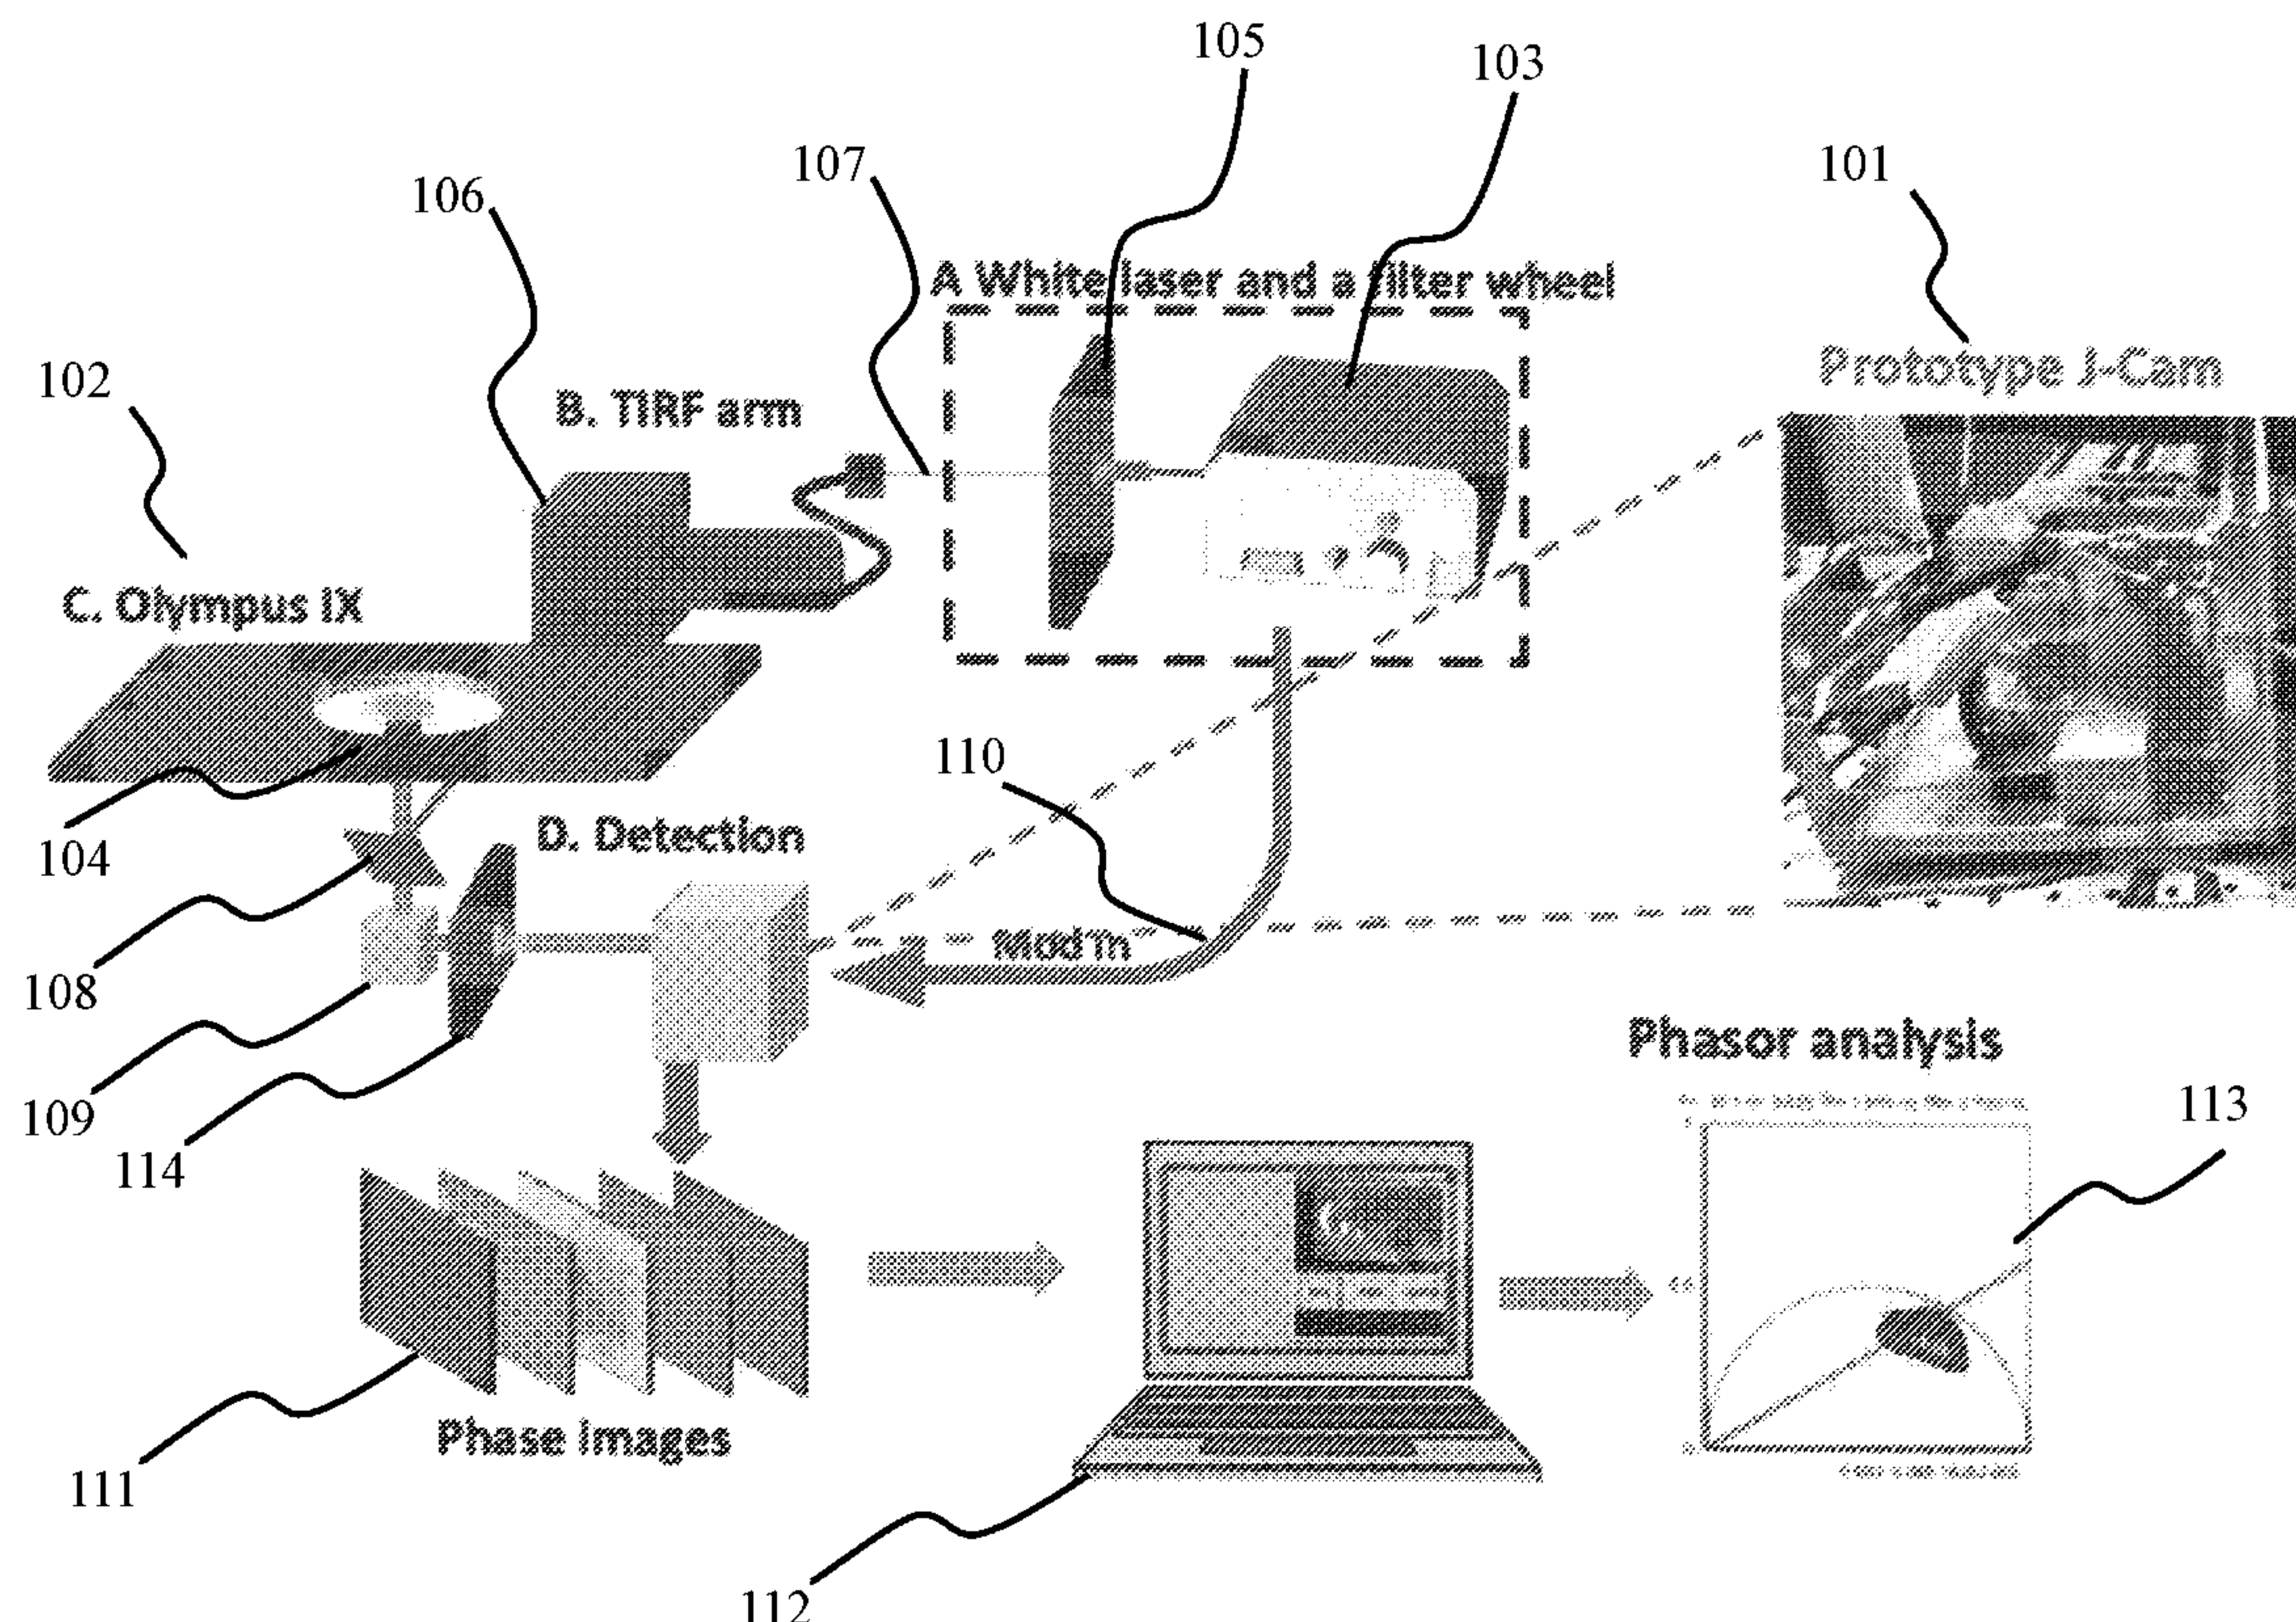 105
103
107
101
106
A White laser and a filter wheel
Prototype J-Cam
102
B. TIRF arm
C. Olympus IX
110
D. Detection
104
Mod In
108
Phasor analysis
109
113
114
Phase images
111
112